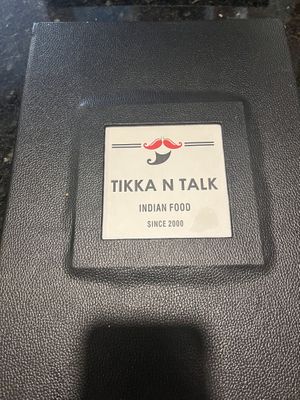 TIKKA N TALK
INDIAN FOOD
SINCE 2000